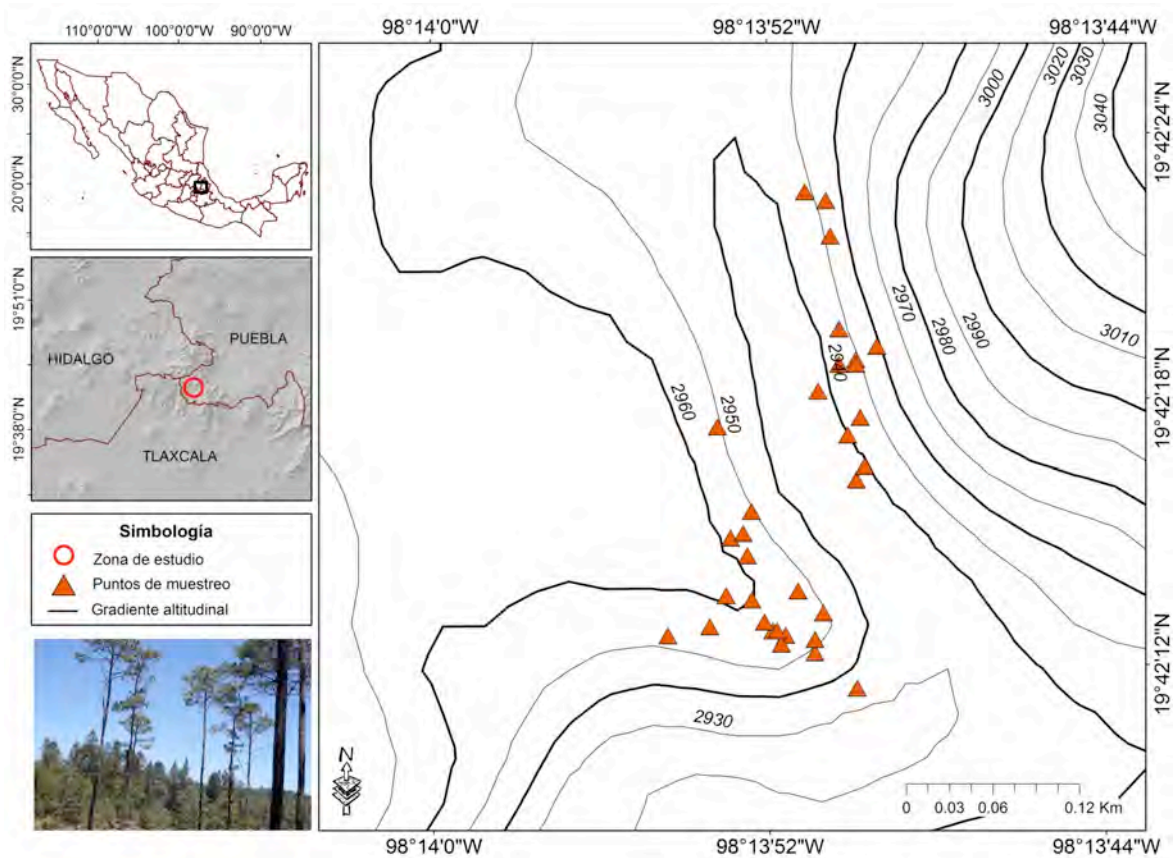 110°0'0"W 100°0'0"W 90°0'0"W
30°0'0"N
20°0'0"N
19°51'0"N
19°38'0"N
HIDALGO
PUEBLA
TLAXCALA
Simbología
Zona de estudio
Puntos de muestreo
Gradiente altitudinal
98°14'0"W 98°13'52"W 98°13'44"W
19°42'24"N
19°42'18"N
19°42'12"N
3000
3020
3030
3040
2970
2980
2990
3010
2940
2960
2950
2930
N
0 0.03 0.06 0.12 Km
98°14'0"W 98°13'52"W 98°13'44"W